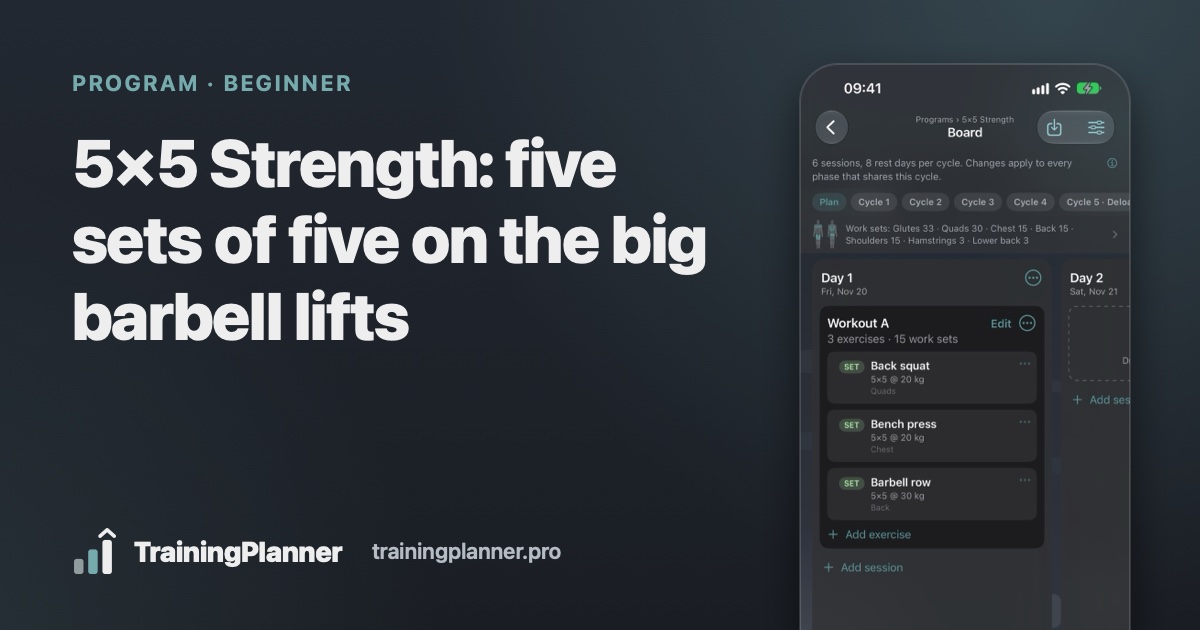 PROGRAM · BEGINNER
5×5 Strength: five
sets of five on the big
barbell lifts
TrainingPlanner
trainingplanner.pro
09:41
Programs › 5×5 Strength
Board
6 sessions, 8 rest days per cycle. Changes apply to every
phase that shares this cycle.
Plan
Cycle 1
Cycle 2
Cycle 3
Cycle 4
Cycle 5 · Deloa
Work sets: Glutes 33 · Quads 30 · Chest 15 · Back 15 ·
Shoulders 15 · Hamstrings 3 · Lower back 3
Day 1
Fri, Nov 20
Workout A
Edit
3 exercises · 15 work sets
SET
Back squat
5×5 @ 20 kg
Quads
SET
Bench press
5×5 @ 20 kg
Chest
SET
Barbell row
5×5 @ 30 kg
Back
+ Add exercise
+ Add session
Day 2
Sat, Nov 21
+ Add ses